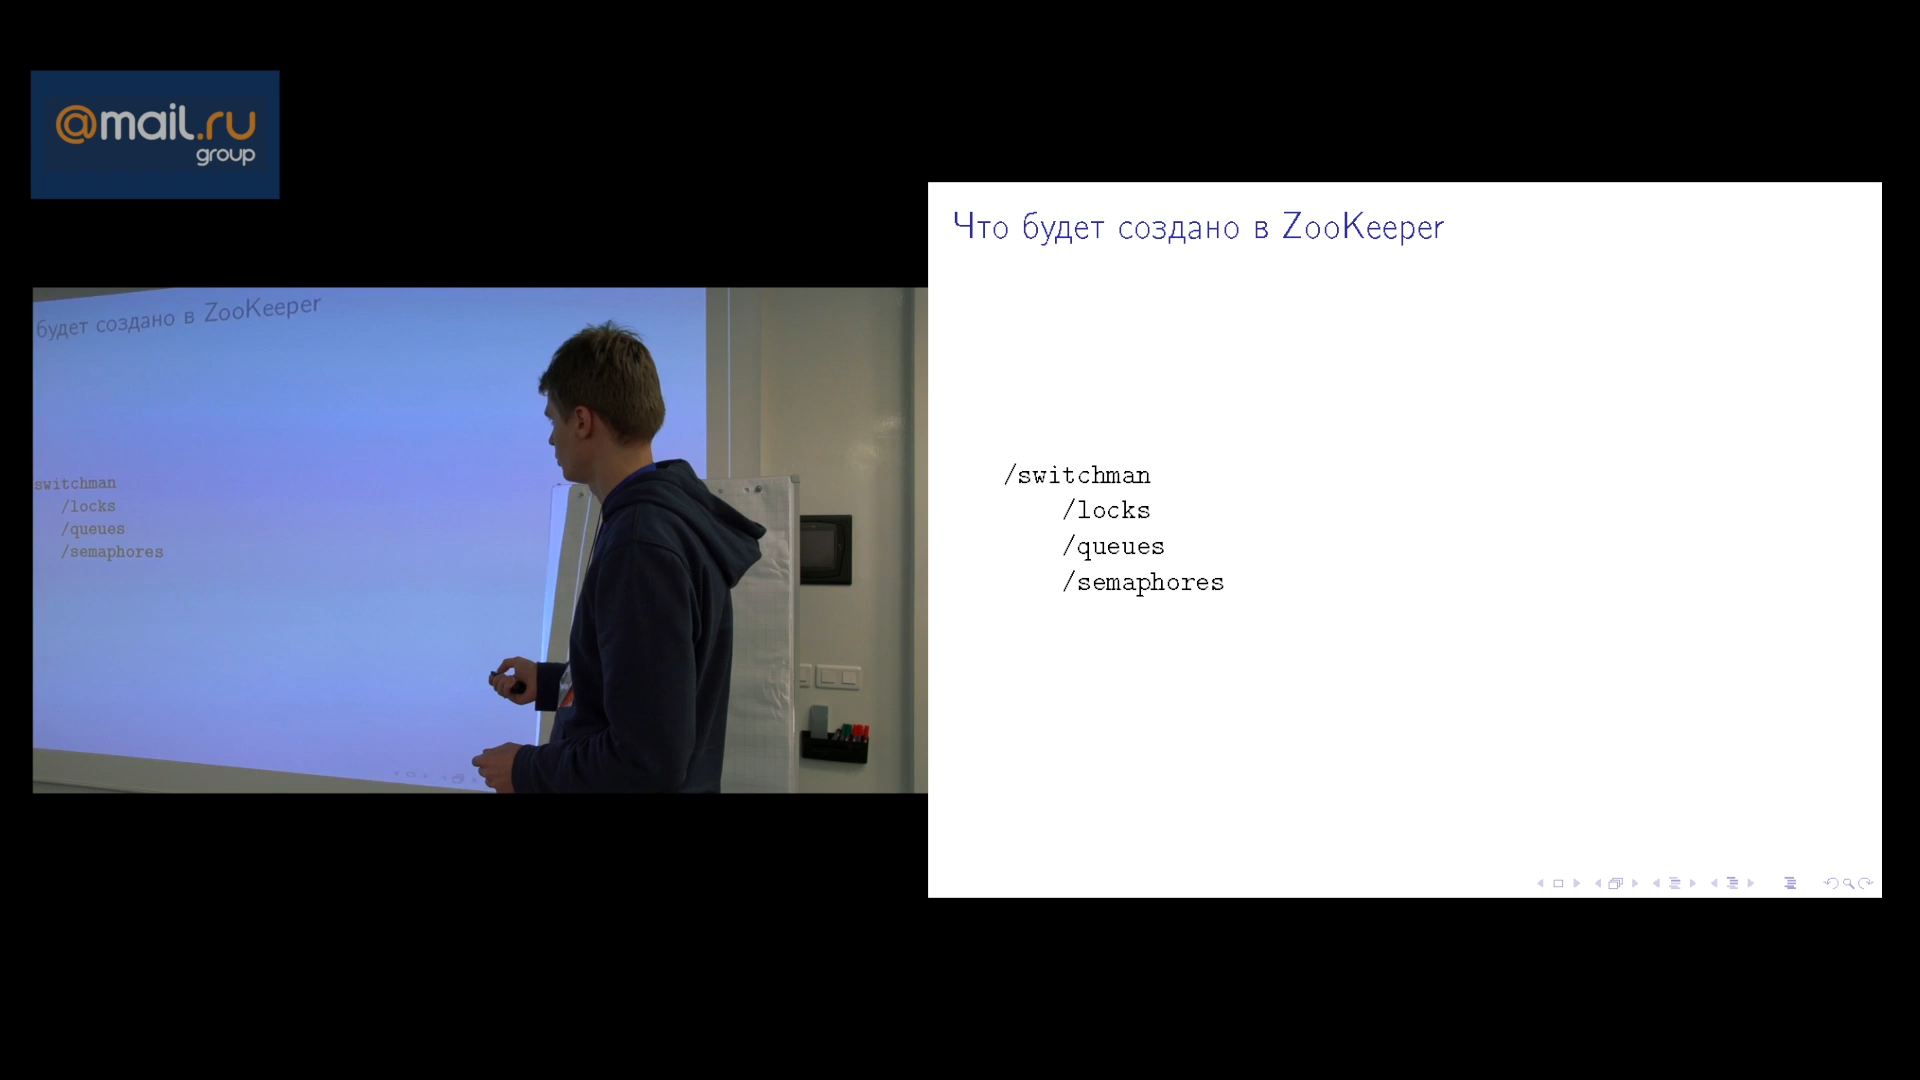 @mail.ru
group
будет создано в ZooKeeper
switchman
/locks
/queues
/semaphores
Что будет создано в ZooKeeper
/switchman
/locks
/queues
/semaphores